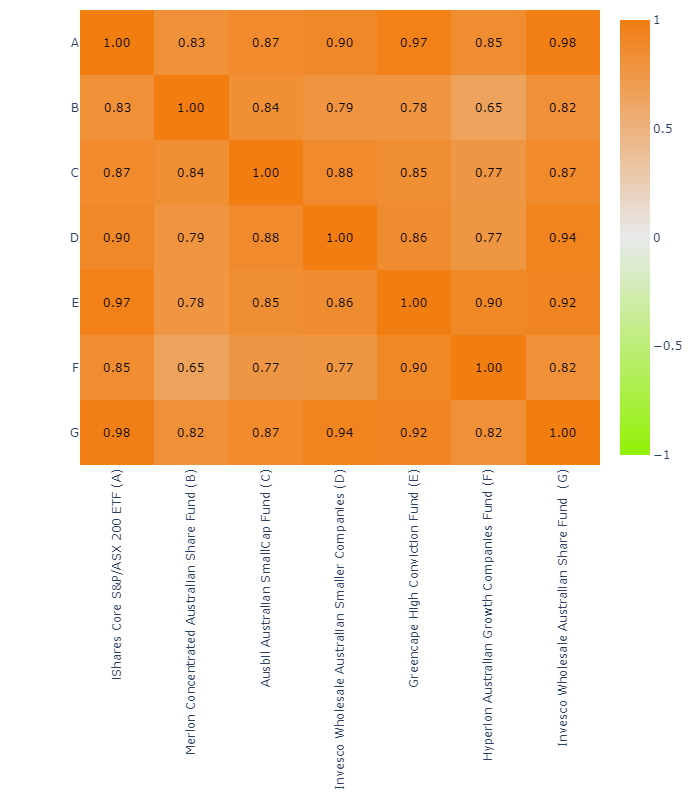 A 1.00 0.83 0.87 0.90 0.97 0.85 0.98
B 0.83 1.00 0.84 0.79 0.78 0.65 0.82
C 0.87 0.84 1.00 0.88 0.85 0.77 0.87
D 0.90 0.79 0.88 1.00 0.86 0.77 0.94
E 0.97 0.78 0.85 0.86 1.00 0.90 0.92
F 0.85 0.65 0.77 0.77 0.90 1.00 0.82
G 0.98 0.82 0.87 0.94 0.92 0.82 1.00
iShares Core S&P/ASX 200 ETF (A)
Merlon Concentrated Australian Share Fund (B)
Ausbil Australian SmallCap Fund (C)
Invesco Wholesale Australian Smaller Companies (D)
Greencape High Conviction Fund (E)
Hyperion Australian Growth Companies Fund (F)
Invesco Wholesale Australian Share Fund (G)
1
0.5
0
−0.5
−1